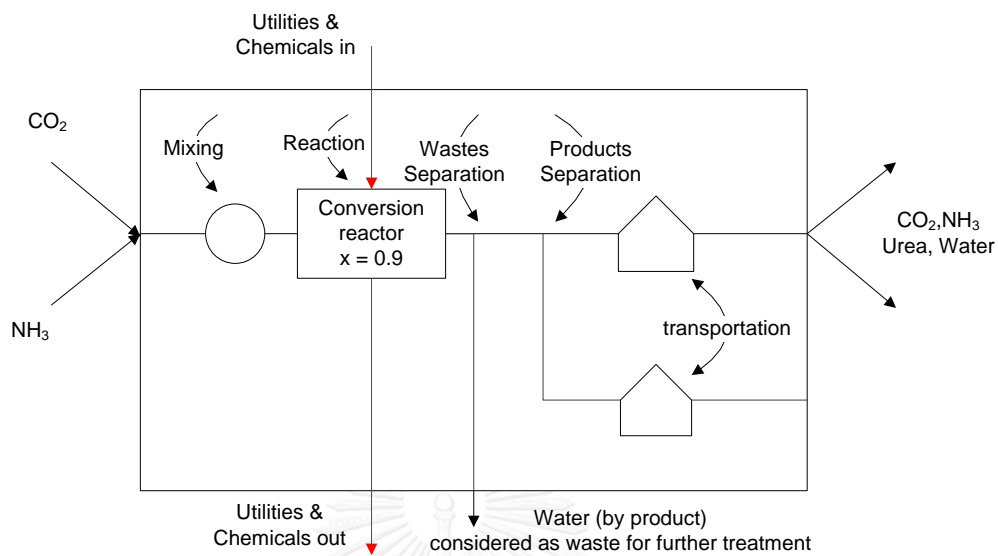 Utilities &
Chemicals in
CO₂
Mixing
Reaction
Wastes
Separation
Products
Separation
Conversion
reactor
x = 0.9
CO₂,NH₃
Urea, Water
NH₃
transportation
Utilities &
Chemicals out
Water (by product)
considered as waste for further treatment